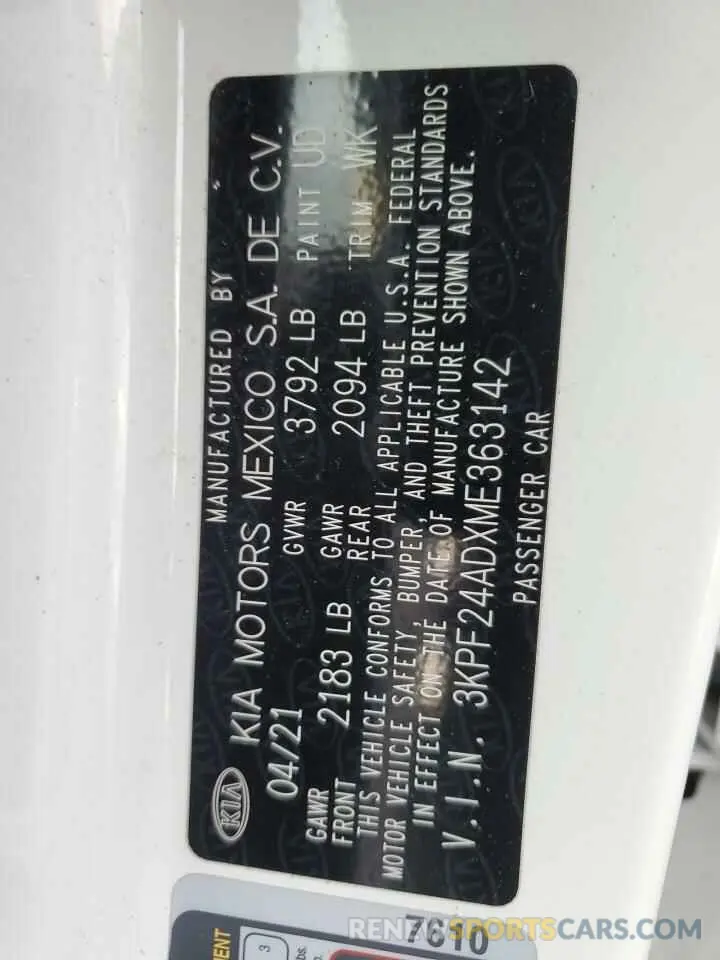 MANUFACTURED BY
KIA KIA MOTORS MEXICO S.A. DE C.V.
04/21 GVWR 3792 LB PAINT UD
GAWR FRONT 2183 LB GAWR REAR 2094 LB TRIM WK
THIS VEHICLE CONFORMS TO ALL APPLICABLE U.S.A. FEDERAL
MOTOR VEHICLE SAFETY, BUMPER, AND THEFT PREVENTION STANDARDS
IN EFFECT ON THE DATE OF MANUFACTURE SHOWN ABOVE.
V.I.N. 3KPF24ADXME363142
PASSENGER CAR
3
RENEWSPORTSCARS.COM